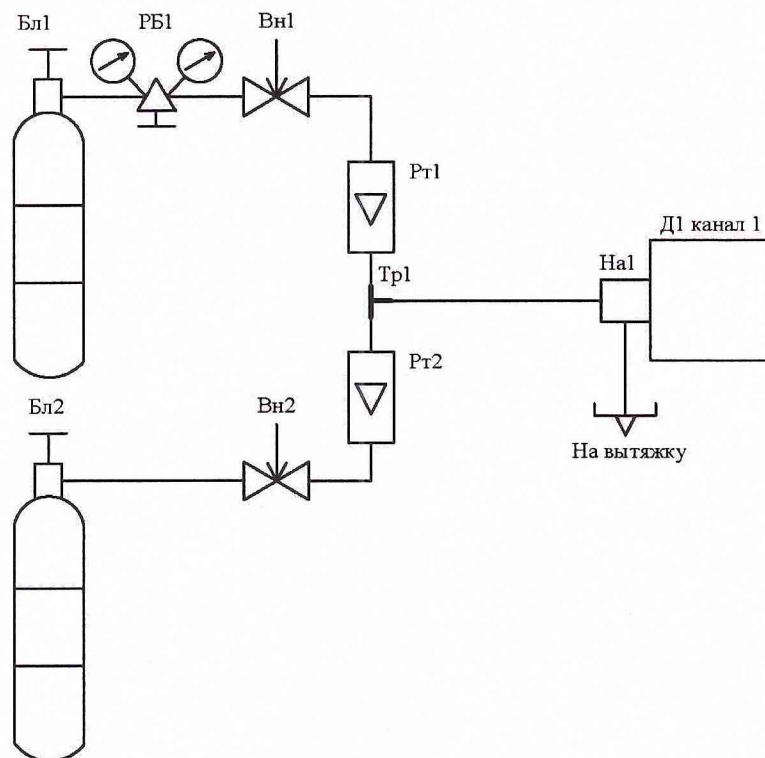 Бл1
РБ1
Вн1
Рт1
Д1 канал 1
На1
Тр1
Рт2
Бл2
Вн2
На вытяжку